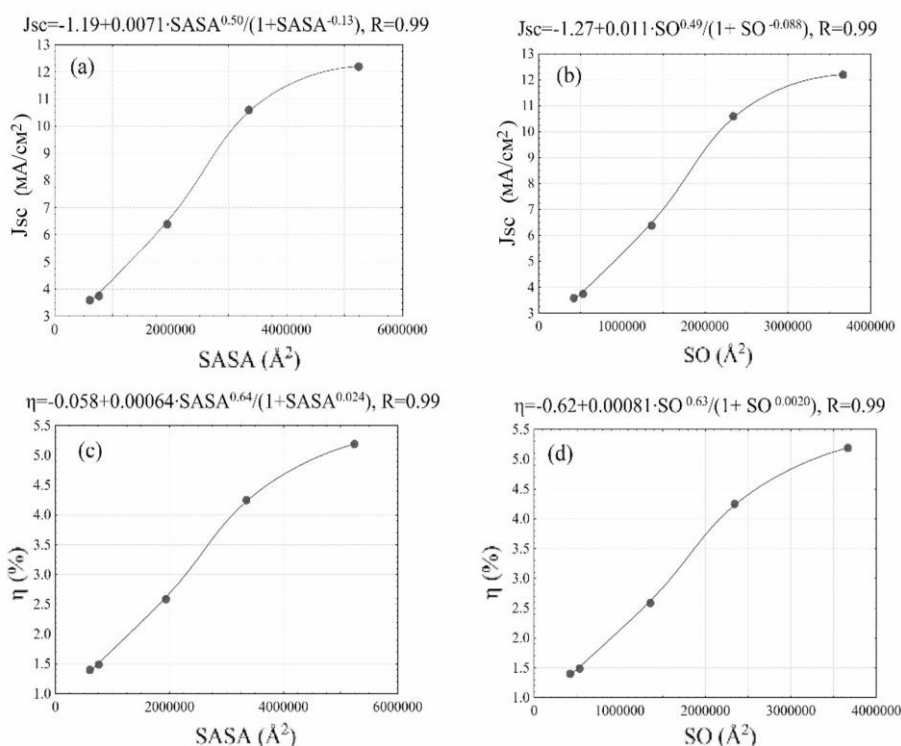 Jsc=-1.19+0.0071·SASA^0.50/(1+SASA^-0.13), R=0.99
(a)
13
12
11
10
9
8
7
6
5
4
3
Jsc (мА/см²)
0 2000000 4000000 6000000
SASA (Å²)
Jsc=-1.27+0.011·SO^0.49/(1+ SO^-0.088), R=0.99
(b)
13
12
11
10
9
8
7
6
5
4
3
Jsc (мА/см²)
0 1000000 2000000 3000000 4000000
SO (Å²)
η=-0.058+0.00064·SASA^0.64/(1+SASA^0.024), R=0.99
(c)
5.5
5.0
4.5
4.0
3.5
3.0
2.5
2.0
1.5
1.0
η (%)
0 2000000 4000000 6000000
SASA (Å²)
η=-0.62+0.00081·SO^0.63/(1+ SO^0.0020), R=0.99
(d)
5.5
5.0
4.5
4.0
3.5
3.0
2.5
2.0
1.5
1.0
η (%)
0 1000000 2000000 3000000 4000000
SO (Å²)